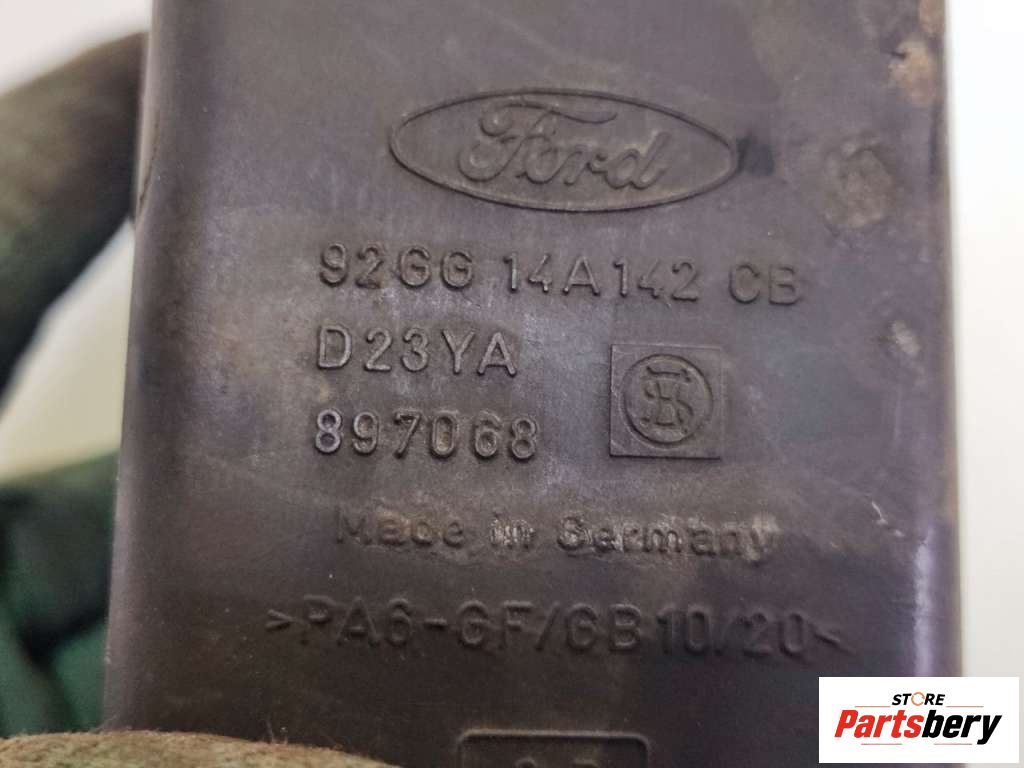 Ford
92GG 14A142 CB
D23YA
897068
Made in Germany
>PA6-GF/GB10/20<
STORE
Partsbery